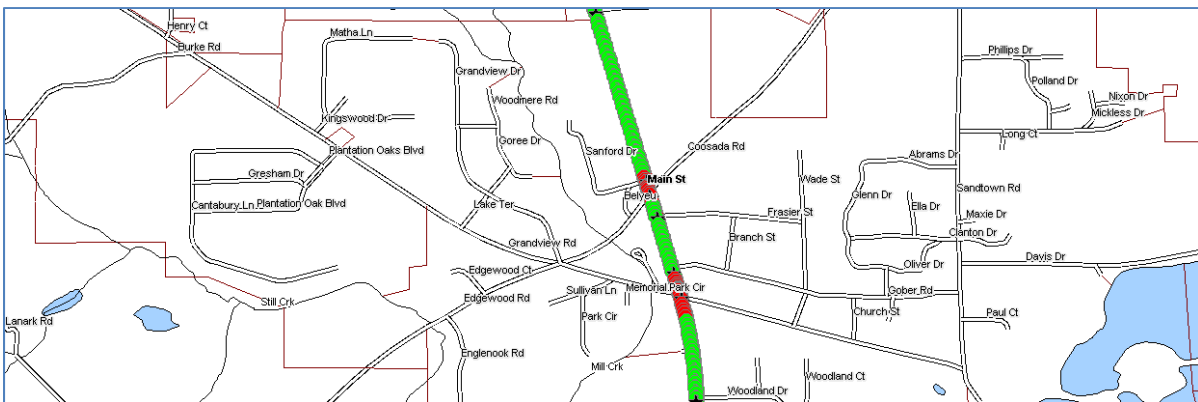 Henry Ct
Burke Rd
Matha Ln
Grandview Dr
Woodmere Rd
Kingswood Dr
Goree Dr
Plantation Oaks Blvd
Gresham Dr
Cantabury Ln
Plantation Oak Blvd
Lake Ter
Grandview Rd
Sanford Dr
Coosada Rd
Main St
Belyeu
Wade St
Frasier St
Branch St
Phillips Dr
Polland Dr
Nixon Dr
Mickless Dr
Long Ct
Abrams Dr
Sandtown Rd
Glenn Dr
Ella Dr
Maxie Dr
Clanton Dr
Oliver Dr
Davis Dr
Edgewood Ct
Edgewood Rd
Sullivan Ln
Memorial Park Cir
Park Cir
Gober Rd
Church St
Paul Ct
Still Crk
Lanark Rd
Englenook Rd
Mill Crk
Woodland Dr
Woodland Ct